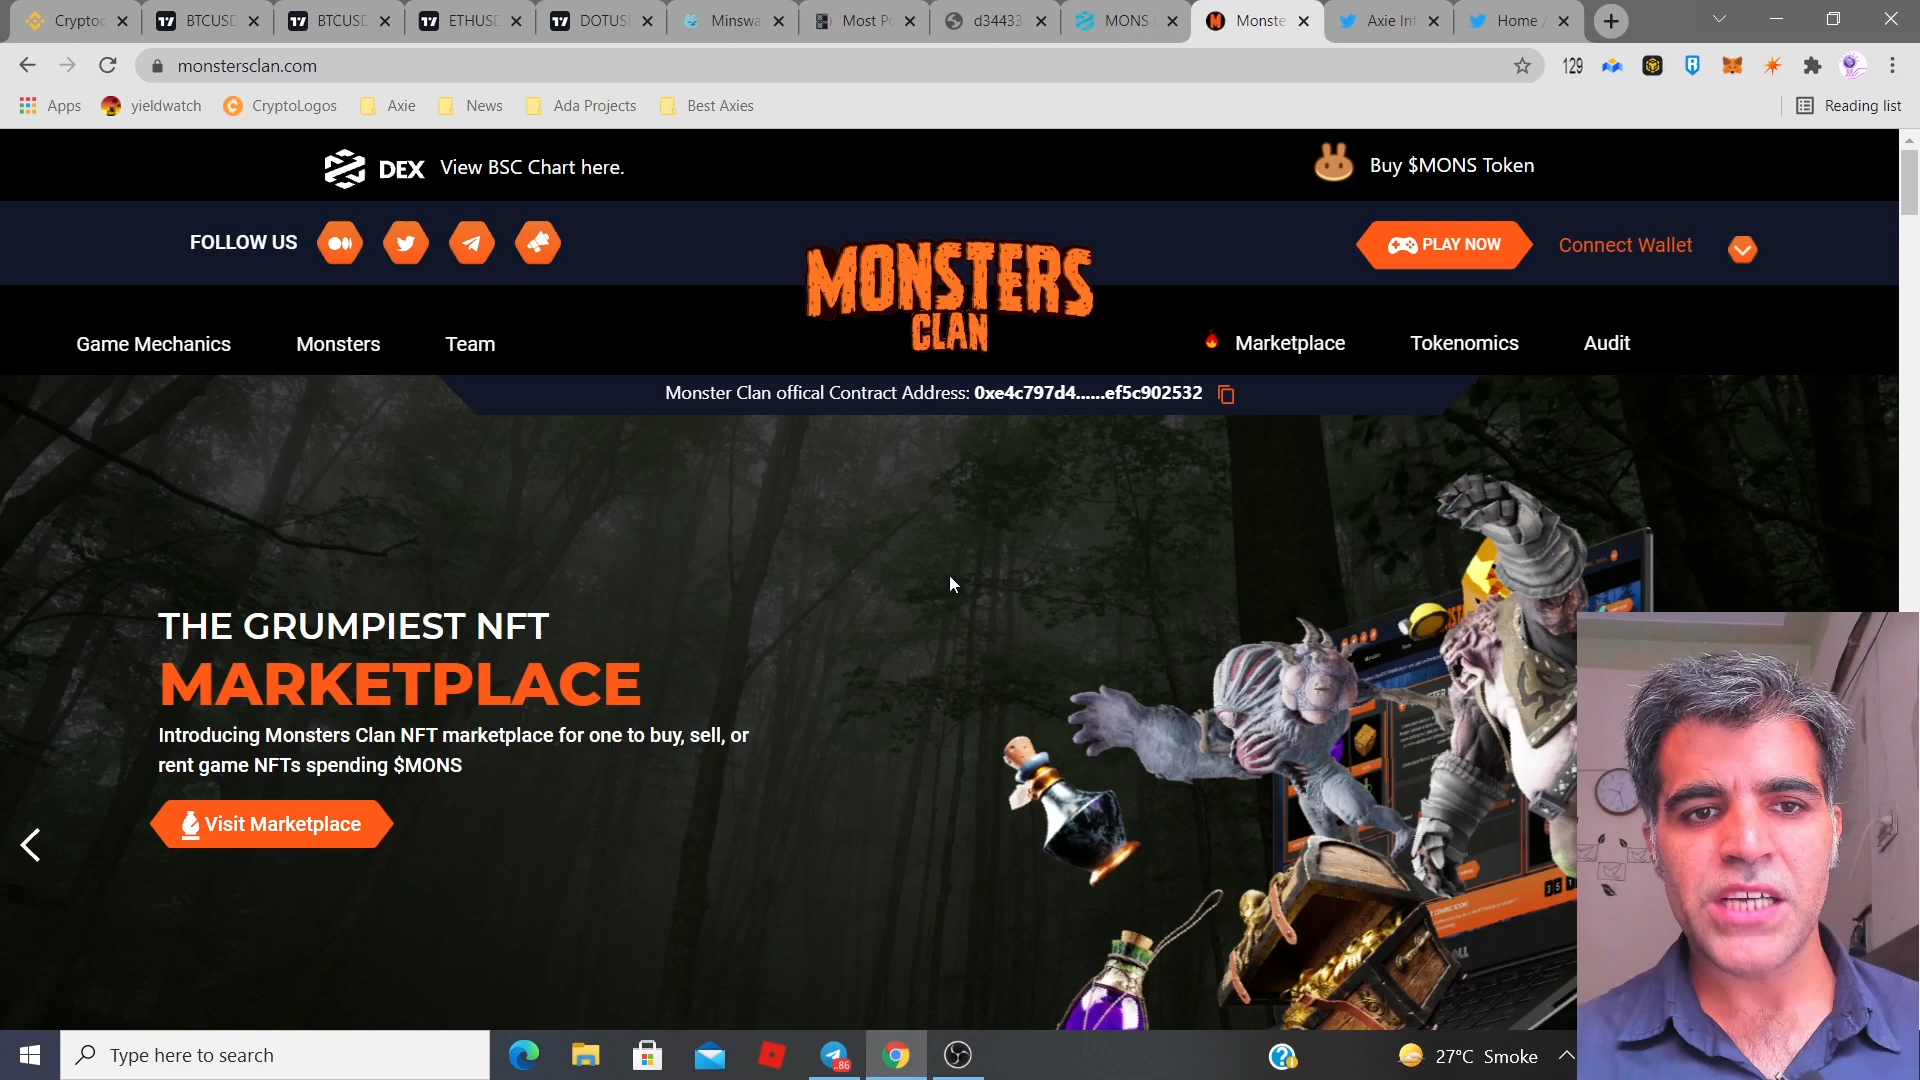 Cryptoc
BTCUSD
BTCUSD
ETHUSD
DOTUS
Minswa
Most Po
d34433
MONS
Monste
Axie Inf
Home /
monstersclan.com
129
Apps
yieldwatch
CryptoLogos
Axie
News
Ada Projects
Best Axies
Reading list
DEX View BSC Chart here.
Buy $MONS Token
FOLLOW US
MONSTERS
CLAN
PLAY NOW
Connect Wallet
Game Mechanics
Monsters
Team
Marketplace
Tokenomics
Audit
Monster Clan offical Contract Address: 0xe4c797d4......ef5c902532
THE GRUMPIEST NFT
MARKETPLACE
Introducing Monsters Clan NFT marketplace for one to buy, sell, or
rent game NFTs spending $MONS
Visit Marketplace
Type here to search
..86
27°C Smoke